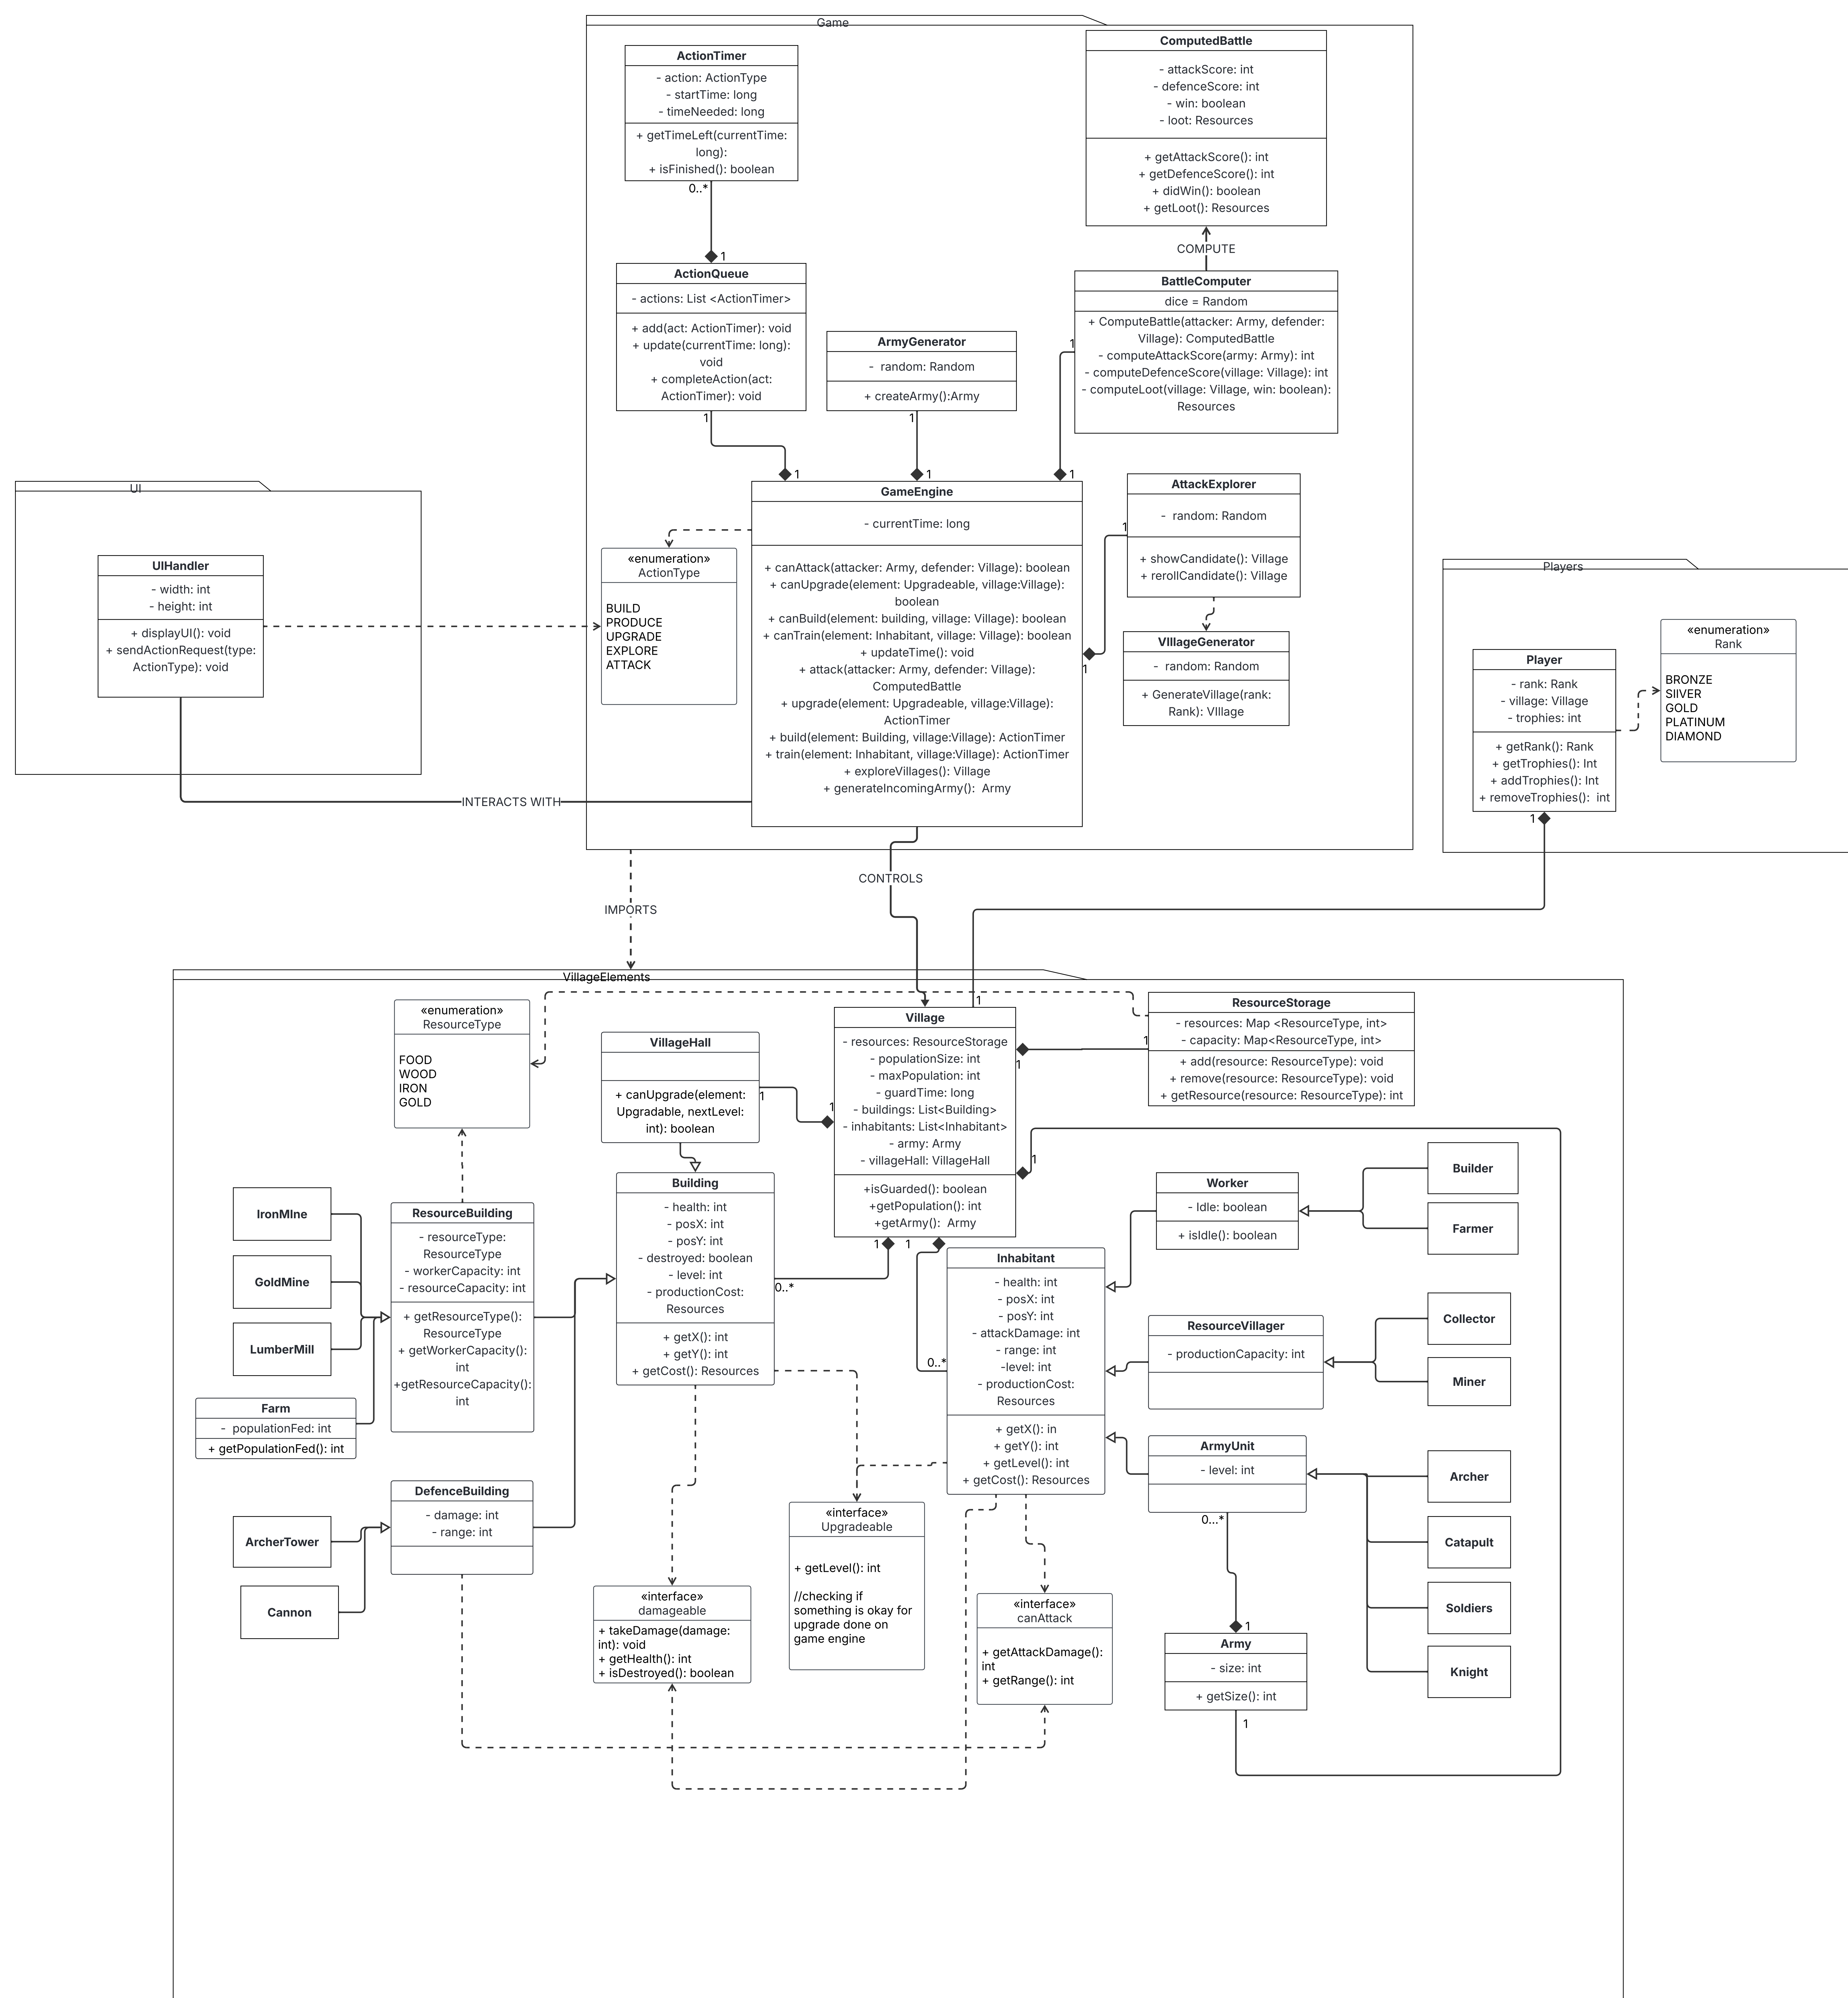 Game
ActionTimer
- action: ActionType
- startTime: long
- timeNeeded: long
+ getTimeLeft(currentTime:
long):
+ isFinished(): boolean
0..*
1
ComputedBattle
- attackScore: int
- defenceScore: int
- win: boolean
- loot: Resources
+ getAttackScore(): int
+ getDefenceScore(): int
+ didWin(): boolean
+ getLoot(): Resources
COMPUTE
ActionQueue
- actions: List <ActionTimer>
+ add(act: ActionTimer): void
+ update(currentTime: long):
void
+ completeAction(act:
ActionTimer): void
1
1
ArmyGenerator
- random: Random
+ createArmy():Army
1
1
BattleComputer
dice = Random
+ ComputeBattle(attacker: Army, defender:
Village): ComputedBattle
- computeAttackScore(army: Army): int
- computeDefenceScore(village: Village): int
- computeLoot(village: Village, win: boolean):
Resources
1
1
GameEngine
- currentTime: long
+ canAttack(attacker: Army, defender: Village): boolean
+ canUpgrade(element: Upgradeable, village:Village):
boolean
+ canBuild(element: building, village: Village): boolean
+ canTrain(element: Inhabitant, village: Village): boolean
+ updateTime(): void
+ attack(attacker: Army, defender: Village):
ComputedBattle
+ upgrade(element: Upgradeable, village:Village):
ActionTimer
+ build(element: Building, village:Village): ActionTimer
+ train(element: Inhabitant, village:Village): ActionTimer
+ exploreVillages(): Village
+ generateIncomingArmy(): Army
AttackExplorer
- random: Random
+ showCandidate(): Village
+ rerollCandidate(): Village
1
1
VIllageGenerator
- random: Random
+ GenerateVillage(rank:
Rank): VIllage
«enumeration»
ActionType
BUILD
PRODUCE
UPGRADE
EXPLORE
ATTACK
UI
UIHandler
- width: int
- height: int
+ displayUI(): void
+ sendActionRequest(type:
ActionType): void
INTERACTS WITH
Players
Player
- rank: Rank
- village: Village
- trophies: int
+ getRank(): Rank
+ getTrophies(): Int
+ addTrophies(): Int
+ removeTrophies(): int
1
«enumeration»
Rank
BRONZE
SIlVER
GOLD
PLATINUM
DIAMOND
CONTROLS
IMPORTS
VillageElements
«enumeration»
ResourceType
FOOD
WOOD
IRON
GOLD
VillageHall
+ canUpgrade(element:
Upgradable, nextLevel:
int): boolean
1
1
1
Village
- resources: ResourceStorage
- populationSize: int
- maxPopulation: int
- guardTime: long
- buildings: List<Building>
- inhabitants: List<Inhabitant>
- army: Army
- villageHall: VillageHall
+isGuarded(): boolean
+getPopulation(): int
+getArmy(): Army
1
1
1
1
1
ResourceStorage
- resources: Map <ResourceType, int>
- capacity: Map<ResourceType, int>
+ add(resource: ResourceType): void
+ remove(resource: ResourceType): void
+ getResource(resource: ResourceType): int
IronMIne
GoldMine
LumberMill
Farm
- populationFed: int
+ getPopulationFed(): int
ResourceBuilding
- resourceType:
ResourceType
- workerCapacity: int
- resourceCapacity: int
+ getResourceType():
ResourceType
+ getWorkerCapacity():
int
+getResourceCapacity():
int
Building
- health: int
- posX: int
- posY: int
- destroyed: boolean
- level: int
- productionCost:
Resources
+ getX(): int
+ getY(): int
+ getCost(): Resources
0..*
Inhabitant
- health: int
- posX: int
- posY: int
- attackDamage: int
- range: int
-level: int
- productionCost:
Resources
+ getX(): in
+ getY(): int
+ getLevel(): int
+ getCost(): Resources
0..*
Worker
- Idle: boolean
+ isIdle(): boolean
Builder
Farmer
ResourceVillager
- productionCapacity: int
Collector
Miner
ArmyUnit
- level: int
0...*
Archer
Catapult
Soldiers
Knight
DefenceBuilding
- damage: int
- range: int
ArcherTower
Cannon
«interface»
damageable
+ takeDamage(damage:
int): void
+ getHealth(): int
+ isDestroyed(): boolean
«interface»
Upgradeable
+ getLevel(): int
//checking if
something is okay for
upgrade done on
game engine
«interface»
canAttack
+ getAttackDamage():
int
+ getRange(): int
1
Army
- size: int
+ getSize(): int
1